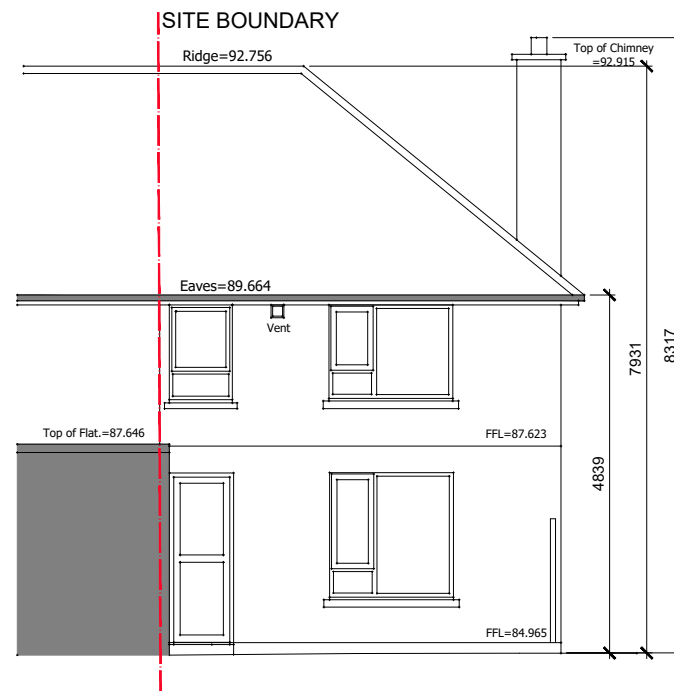 SITE BOUNDARY
Ridge=92.756
Top of Chimney
=92.915
Eaves=89.664
Vent
Top of Flat.=87.646
FFL=87.623
FFL=84.965
4839
7931
8317